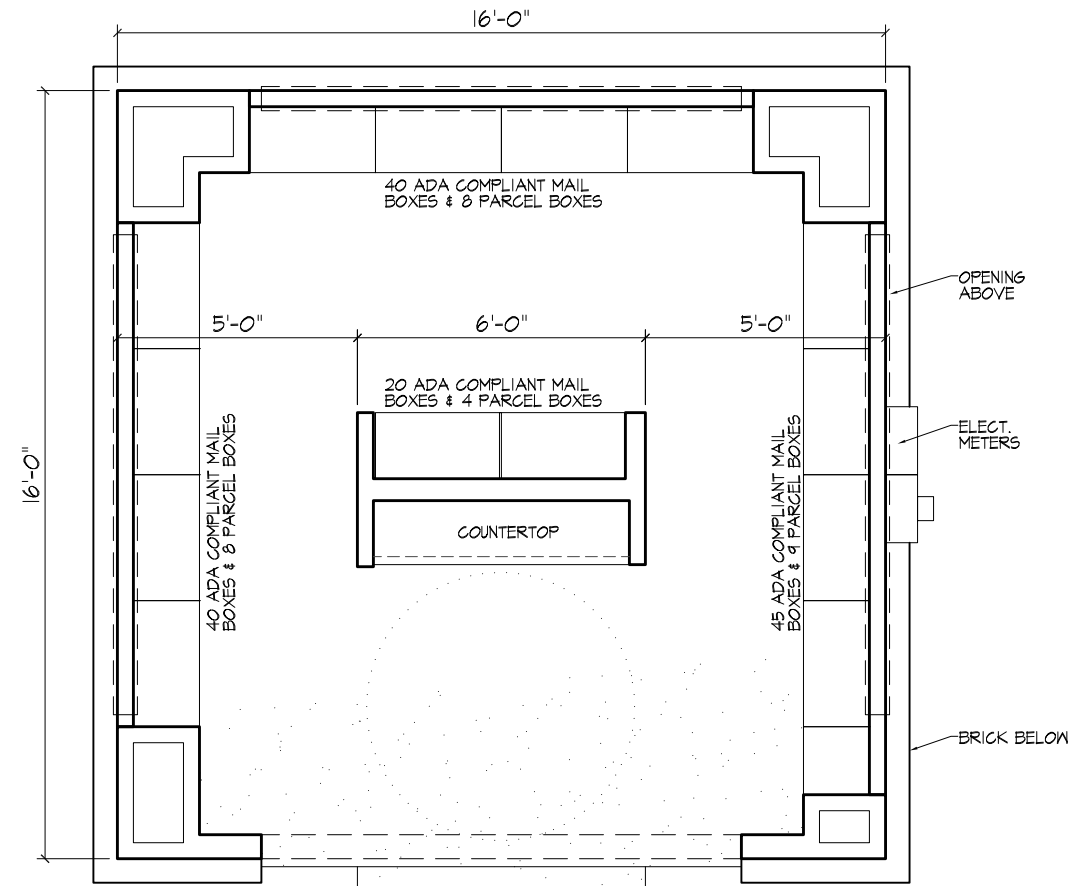 16'-0"
40 ADA COMPLIANT MAIL
BOXES & 8 PARCEL BOXES
OPENING
ABOVE
5'-0"
6'-0"
5'-0"
20 ADA COMPLIANT MAIL
BOXES & 4 PARCEL BOXES
16'-0"
40 ADA COMPLIANT MAIL
BOXES & 8 PARCEL BOXES
45 ADA COMPLIANT MAIL
BOXES & 9 PARCEL BOXES
ELECT.
METERS
COUNTERTOP
BRICK BELOW